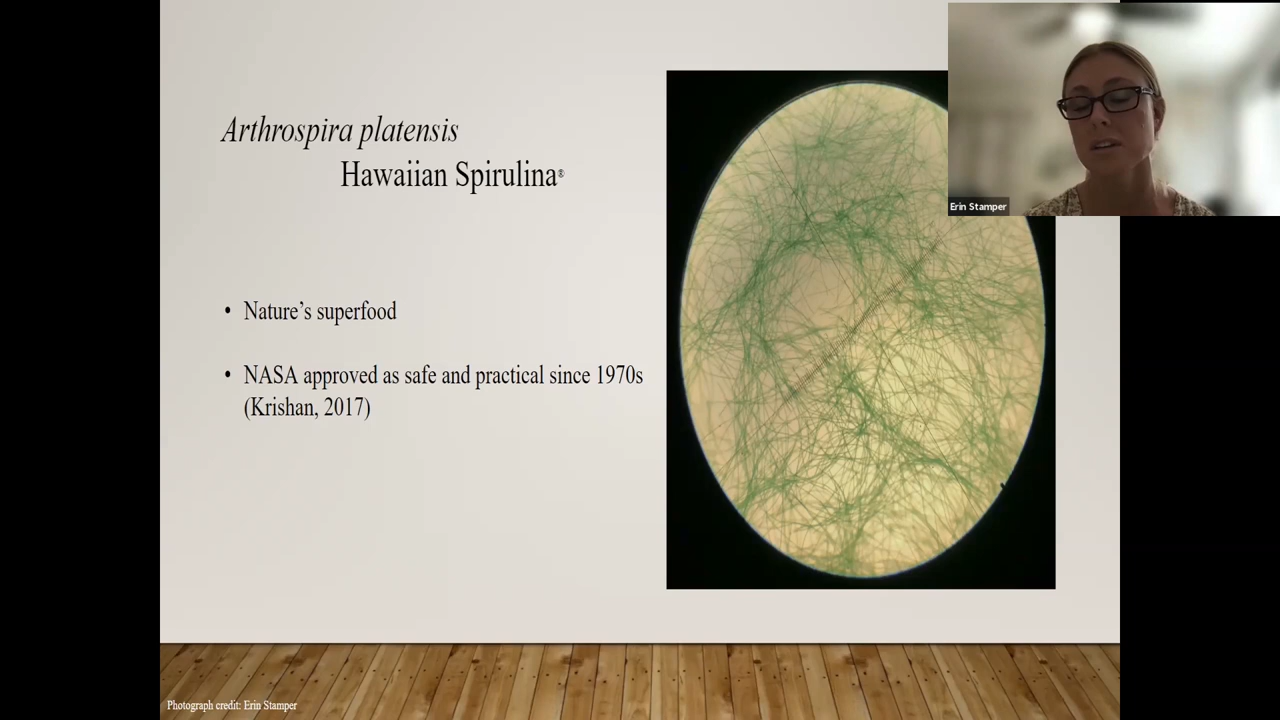 Arthrospira platensis
Hawaiian Spirulina®
• Nature’s superfood
• NASA approved as safe and practical since 1970s
(Krishan, 2017)
Erin Stamper
Photograph credit: Erin Stamper